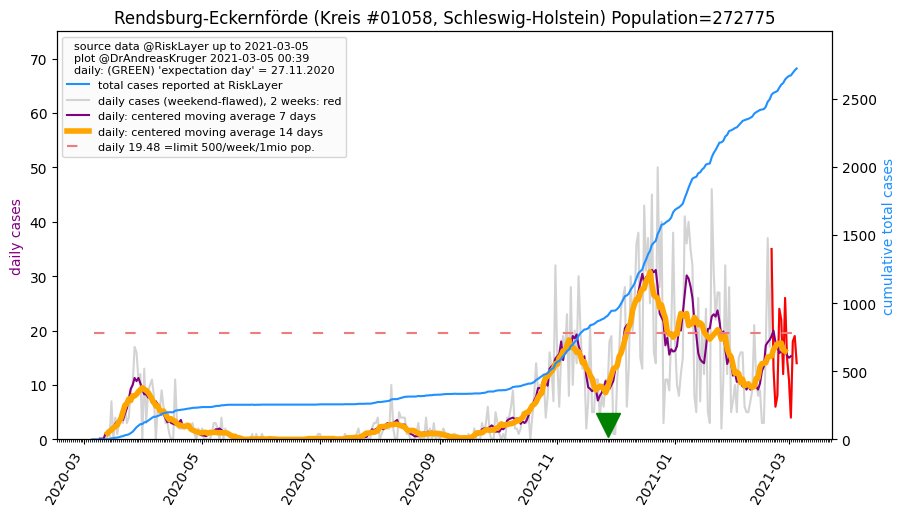 Rendsburg-Eckernförde (Kreis #01058, Schleswig-Holstein) Population=272775
source data @RiskLayer up to 2021-03-05
plot @DrAndreasKruger 2021-03-05 00:39
daily: (GREEN) 'expectation day' = 27.11.2020
total cases reported at RiskLayer
daily cases (weekend-flawed), 2 weeks: red
daily: centered moving average 7 days
daily: centered moving average 14 days
daily 19.48 =limit 500/week/1mio pop.
daily cases
70
60
50
40
30
20
10
0
cumulative total cases
2500
2000
1500
1000
500
0
2020-03
2020-05
2020-07
2020-09
2020-11
2021-01
2021-03